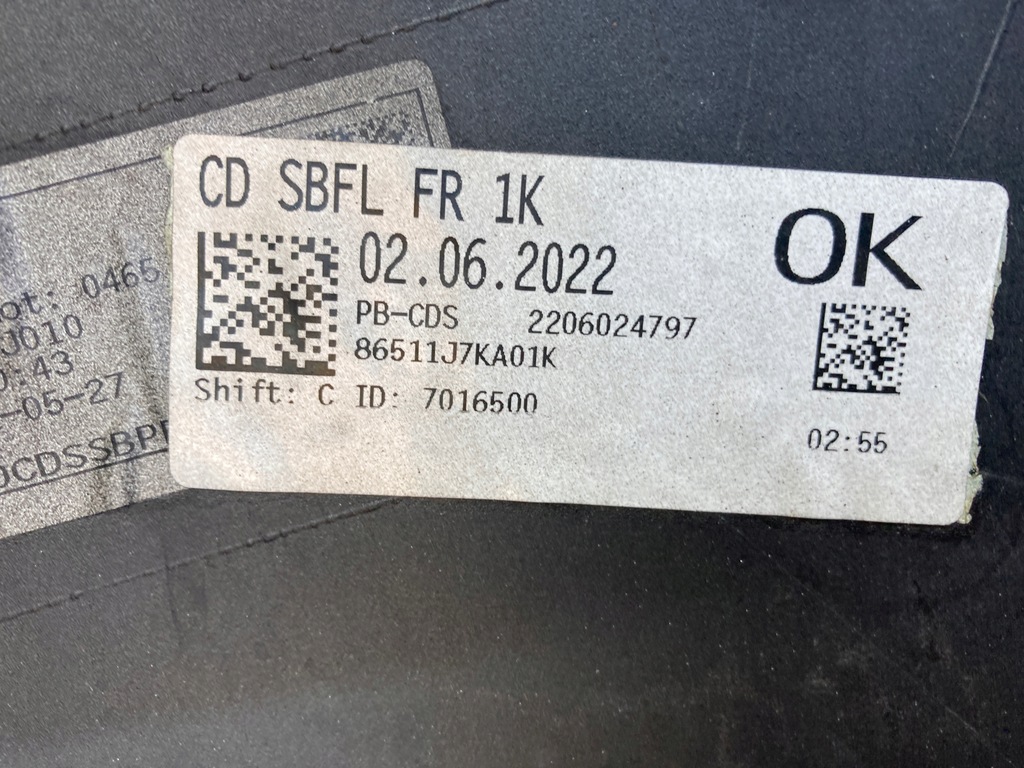 CD SBFL FR 1K
OK
02.06.2022
PB-CDS 2206024797
86511J7KA01K
Shift: C ID: 7016500
02:55
ot: 0465
J010
:43
-05-27
CDSSBP